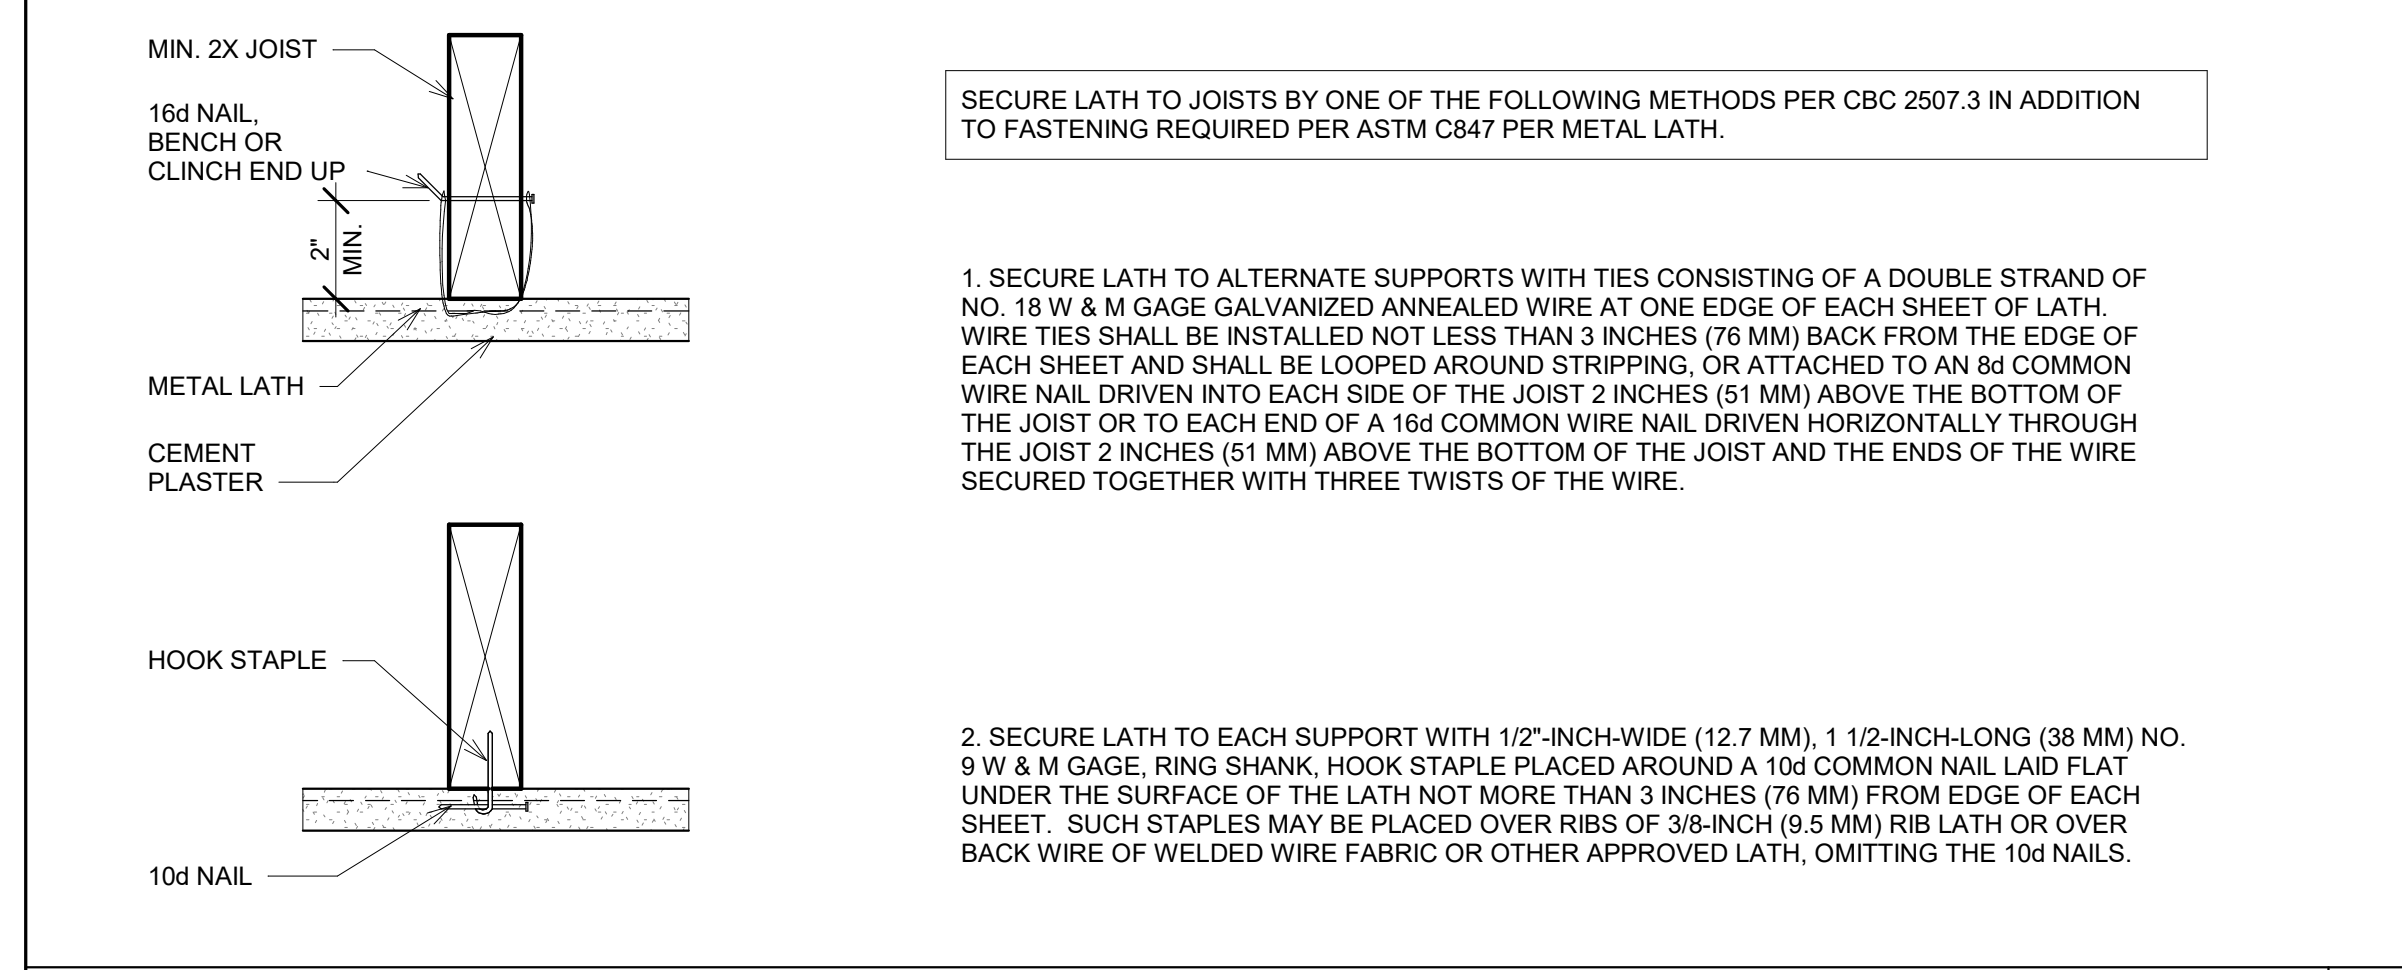 MIN. 2X JOIST
16d NAIL,
BENCH OR
CLINCH END UP
2"
MIN.
METAL LATH
CEMENT
PLASTER
SECURE LATH TO JOISTS BY ONE OF THE FOLLOWING METHODS PER CBC 2507.3 IN ADDITION
TO FASTENING REQUIRED PER ASTM C847 PER METAL LATH.
1. SECURE LATH TO ALTERNATE SUPPORTS WITH TIES CONSISTING OF A DOUBLE STRAND OF
NO. 18 W & M GAGE GALVANIZED ANNEALED WIRE AT ONE EDGE OF EACH SHEET OF LATH.
WIRE TIES SHALL BE INSTALLED NOT LESS THAN 3 INCHES (76 MM) BACK FROM THE EDGE OF
EACH SHEET AND SHALL BE LOOPED AROUND STRIPPING, OR ATTACHED TO AN 8d COMMON
WIRE NAIL DRIVEN INTO EACH SIDE OF THE JOIST 2 INCHES (51 MM) ABOVE THE BOTTOM OF
THE JOIST OR TO EACH END OF A 16d COMMON WIRE NAIL DRIVEN HORIZONTALLY THROUGH
THE JOIST 2 INCHES (51 MM) ABOVE THE BOTTOM OF THE JOIST AND THE ENDS OF THE WIRE
SECURED TOGETHER WITH THREE TWISTS OF THE WIRE.
HOOK STAPLE
10d NAIL
2. SECURE LATH TO EACH SUPPORT WITH 1/2"-INCH-WIDE (12.7 MM), 1 1/2-INCH-LONG (38 MM) NO.
9 W & M GAGE, RING SHANK, HOOK STAPLE PLACED AROUND A 10d COMMON NAIL LAID FLAT
UNDER THE SURFACE OF THE LATH NOT MORE THAN 3 INCHES (76 MM) FROM EDGE OF EACH
SHEET. SUCH STAPLES MAY BE PLACED OVER RIBS OF 3/8-INCH (9.5 MM) RIB LATH OR OVER
BACK WIRE OF WELDED WIRE FABRIC OR OTHER APPROVED LATH, OMITTING THE 10d NAILS.